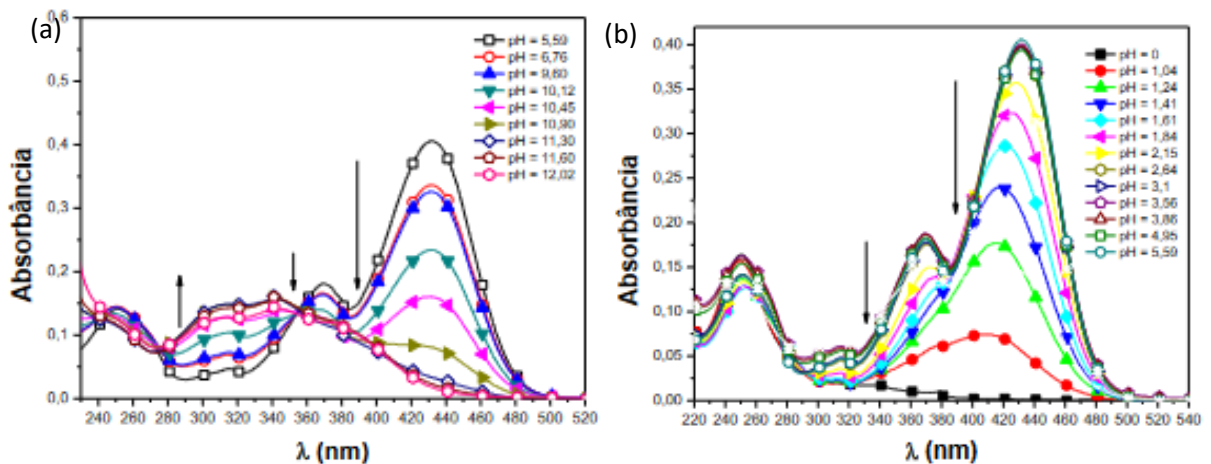 (a)
0,6
0,5
0,4
0,3
0,2
0,1
0,0
Absorbância
pH = 5,59
6,76
9,60
pH = 10,12
pH = 10,45
pH = 10,90
pH = 11,30
pH = 11,60
pH = 12,02
240 260 280 300 320 340 360 380 400 420 440 460 480 500 520
λ (nm)
(b)
0,40
0,35
0,30
0,25
0,20
0,15
0,10
0,05
0,00
Absorbância
pH = 0
pH = 1,04
pH = 1,24
pH = 1,41
pH = 1,61
pH = 1,84
pH = 2,15
pH = 2,64
pH = 3,1
pH = 3,56
pH = 3,86
pH = 4,95
pH = 5,59
220 240 260 280 300 320 340 360 380 400 420 440 460 480 500 520 540
λ (nm)